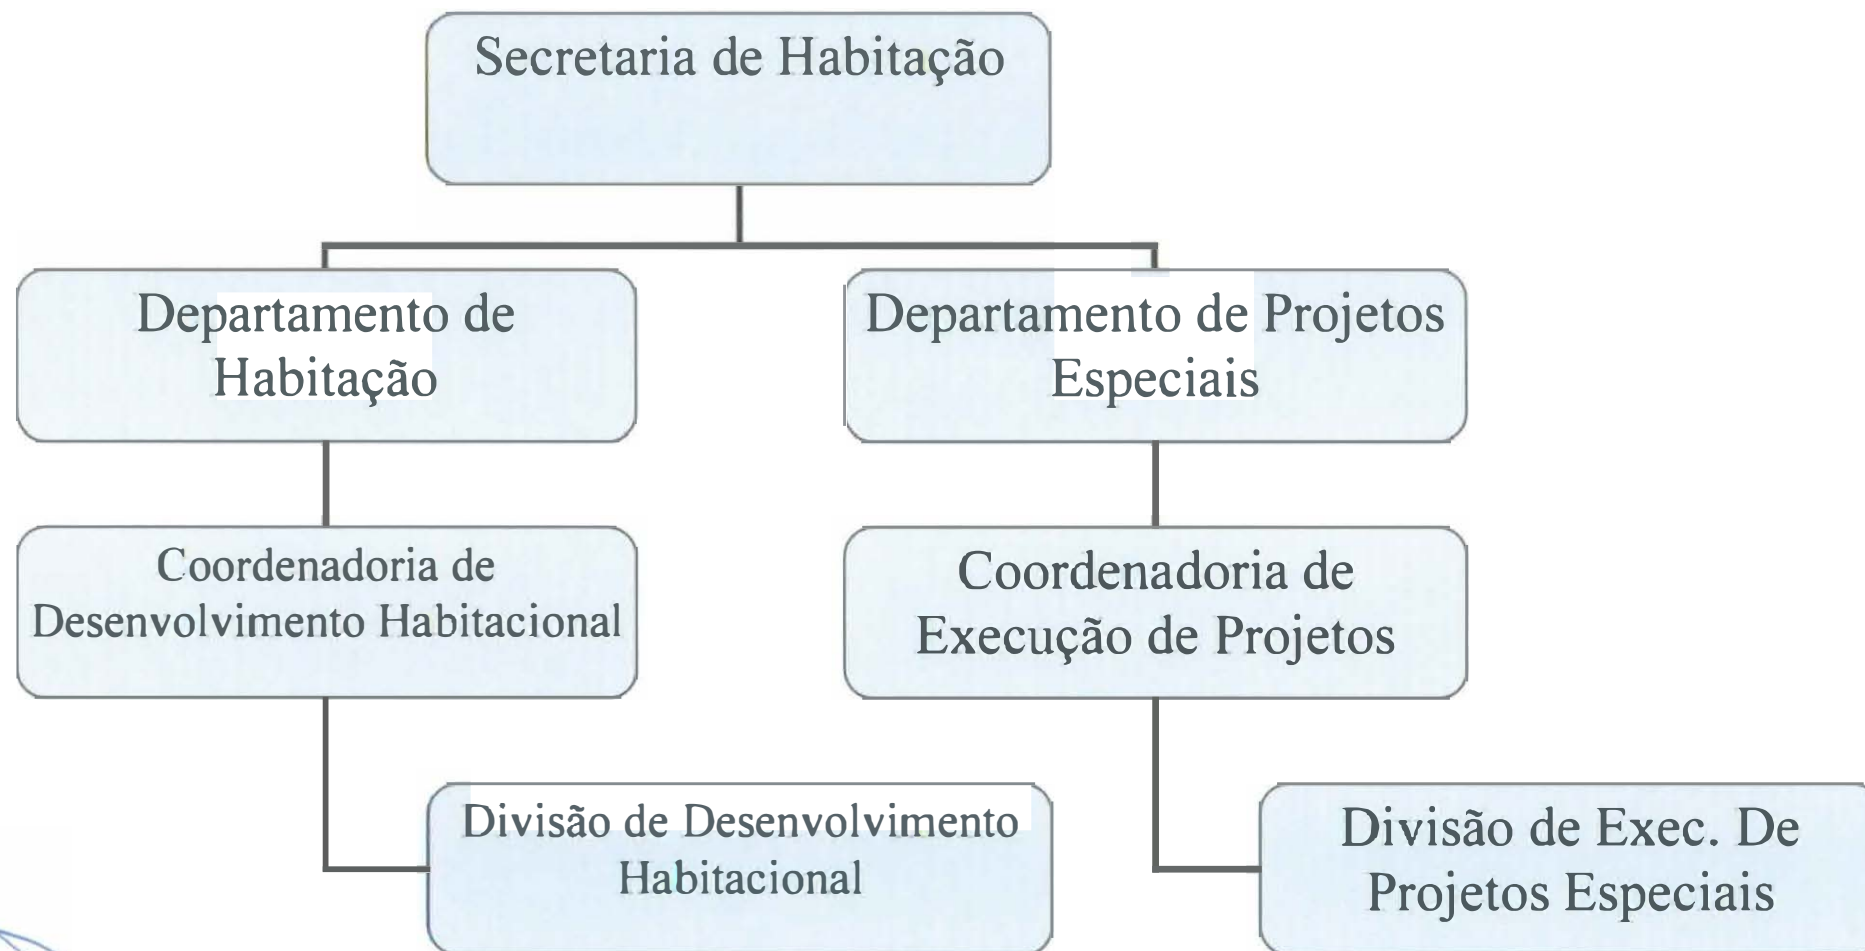 Secretaria de Habitação
Departamento de
Habitação
Departamento de Projetos
Especiais
Coordenadoria de
Desenvolvimento Habitacional
Coordenadoria de
Execução de Projetos
Divisão de Desenvolvimento
Habitacional
Divisão de Exec. De
Projetos Especiais